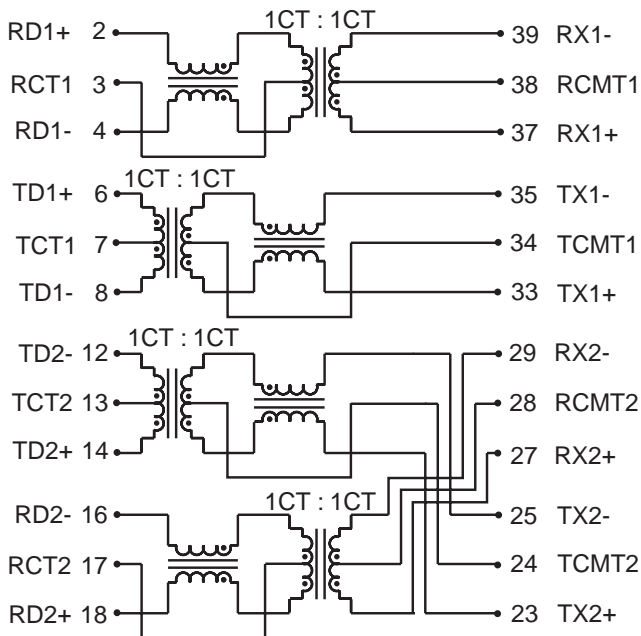 1CT : 1CT
RD1+ 2 39 RX1-
RCT1 3 38 RCMT1
RD1- 4 37 RX1+
1CT : 1CT
TD1+ 6 35 TX1-
TCT1 7 34 TCMT1
TD1- 8 33 TX1+
1CT : 1CT
TD2- 12 29 RX2-
TCT2 13 28 RCMT2
TD2+ 14 27 RX2+
1CT : 1CT
RD2- 16 25 TX2-
RCT2 17 24 TCMT2
RD2+ 18 23 TX2+